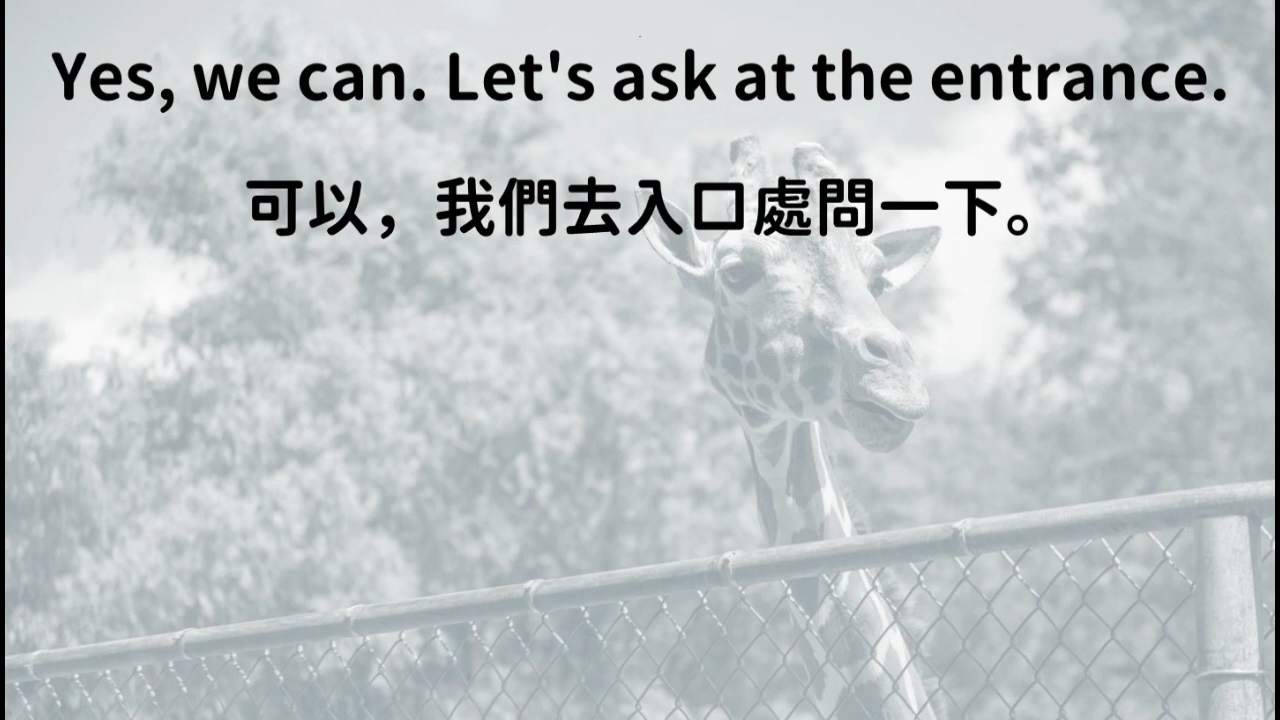 Yes, we can. Let's ask at the entrance.
可以，我們去入口處問一下。